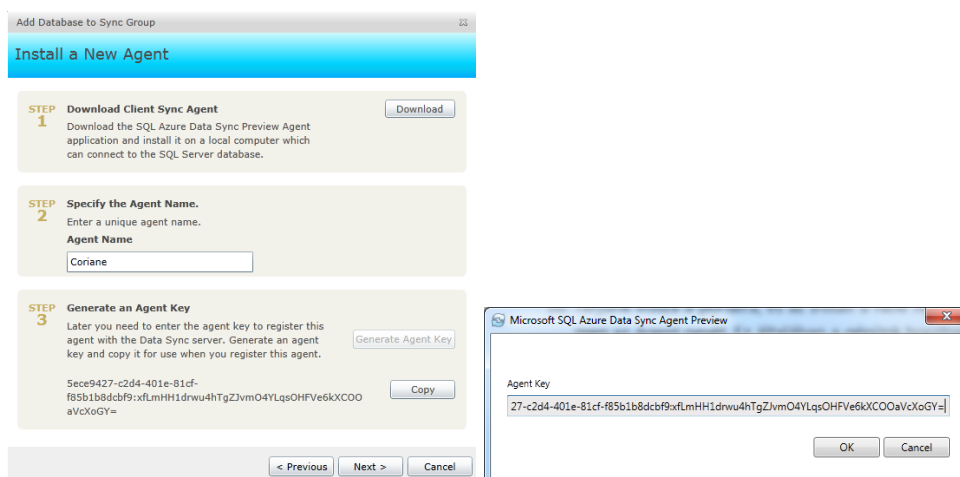 Add Database to Sync Group
Install a New Agent
STEP 1
Download Client Sync Agent
Download
Download the SQL Azure Data Sync Preview Agent
application and install it on a local computer which
can connect to the SQL Server database.
STEP 2
Specify the Agent Name.
Enter a unique agent name.
Agent Name
Coriane
STEP 3
Generate an Agent Key
Later you need to enter the agent key to register this
agent with the Data Sync server. Generate an agent
key and copy it for use when you register this agent.
Generate Agent Key
5ece9427-c2d4-401e-81cf-
f85b1b8dcbf9:xfLmHH1drwu4hTgZJvmO4YLqsOHFVe6kXCOO
aVcXoGY=
Copy
< Previous
Next >
Cancel
Microsoft SQL Azure Data Sync Agent Preview
Agent Key
27-c2d4-401e-81cf-f85b1b8dcbf9:xfLmHH1drwu4hTgZJvmO4YLqsOHFVe6kXCOOaVcXoGY=
OK
Cancel